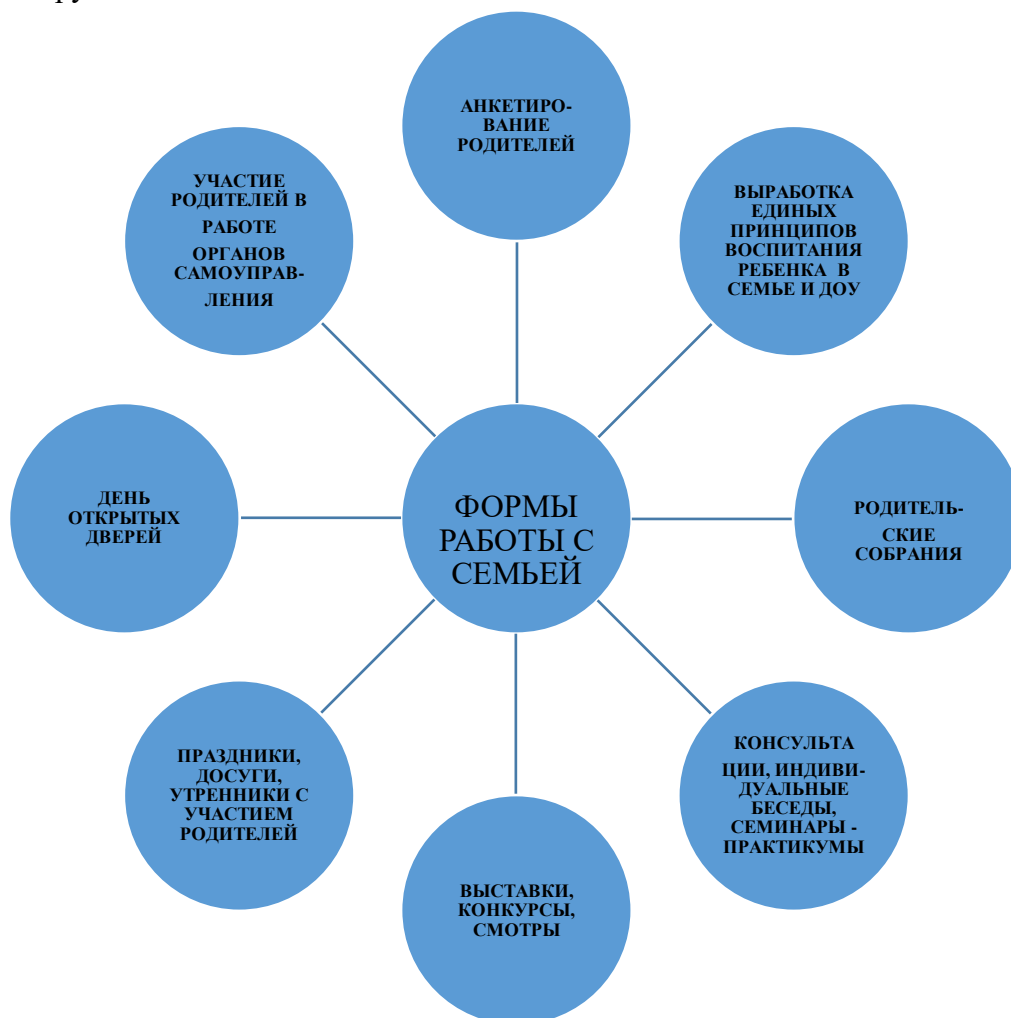 АНКЕТИРО-
ВАНИЕ
РОДИТЕЛЕЙ
ВЫРАБОТКА
ЕДИНЫХ
ПРИНЦИПОВ
ВОСПИТАНИЯ
РЕБЕНКА В
СЕМЬЕ И ДОУ
РОДИТЕЛЬ-
СКИЕ
СОБРАНИЯ
КОНСУЛЬТА
ЦИИ, ИНДИВИ-
ДУАЛЬНЫЕ
БЕСЕДЫ,
СЕМИНАРЫ -
ПРАКТИКУМЫ
ВЫСТАВКИ,
КОНКУРСЫ,
СМОТРЫ
ПРАЗДНИКИ,
ДОСУГИ,
УТРЕННИКИ С
УЧАСТИЕМ
РОДИТЕЛЕЙ
ДЕНЬ
ОТКРЫТЫХ
ДВЕРЕЙ
УЧАСТИЕ
РОДИТЕЛЕЙ В
РАБОТЕ
ОРГАНОВ
САМОУПРАВ-
ЛЕНИЯ
ФОРМЫ
РАБОТЫ С
СЕМЬЕЙ